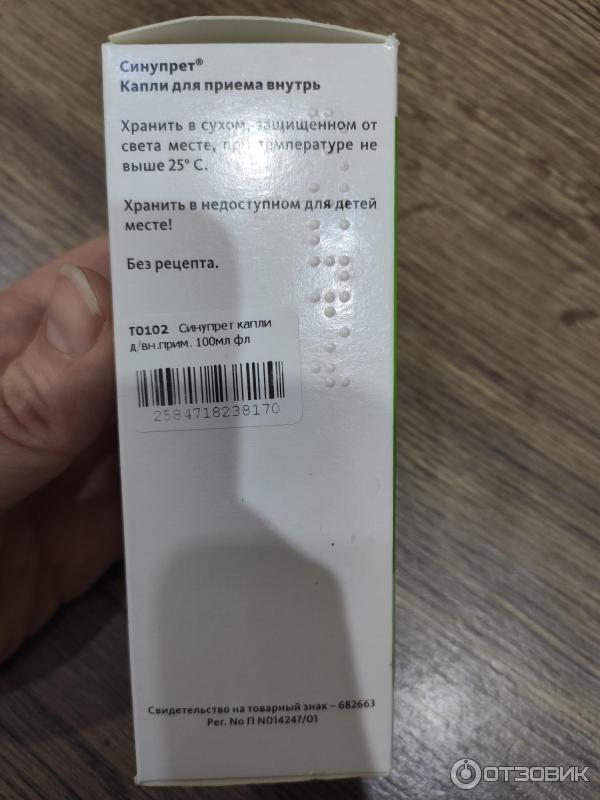 Синупрет®
Капли для приема внутрь
Хранить в сухом, защищенном от
света месте, при температуре не
выше 25° С.
Хранить в недоступном для детей
месте!
Без рецепта.
T0102 Синупрет капли
д/вн.прим. 100мл фл
2584718238170
Свидетельство на товарный знак – 682663
Рег. No П N014247/01
ОТЗОВИК